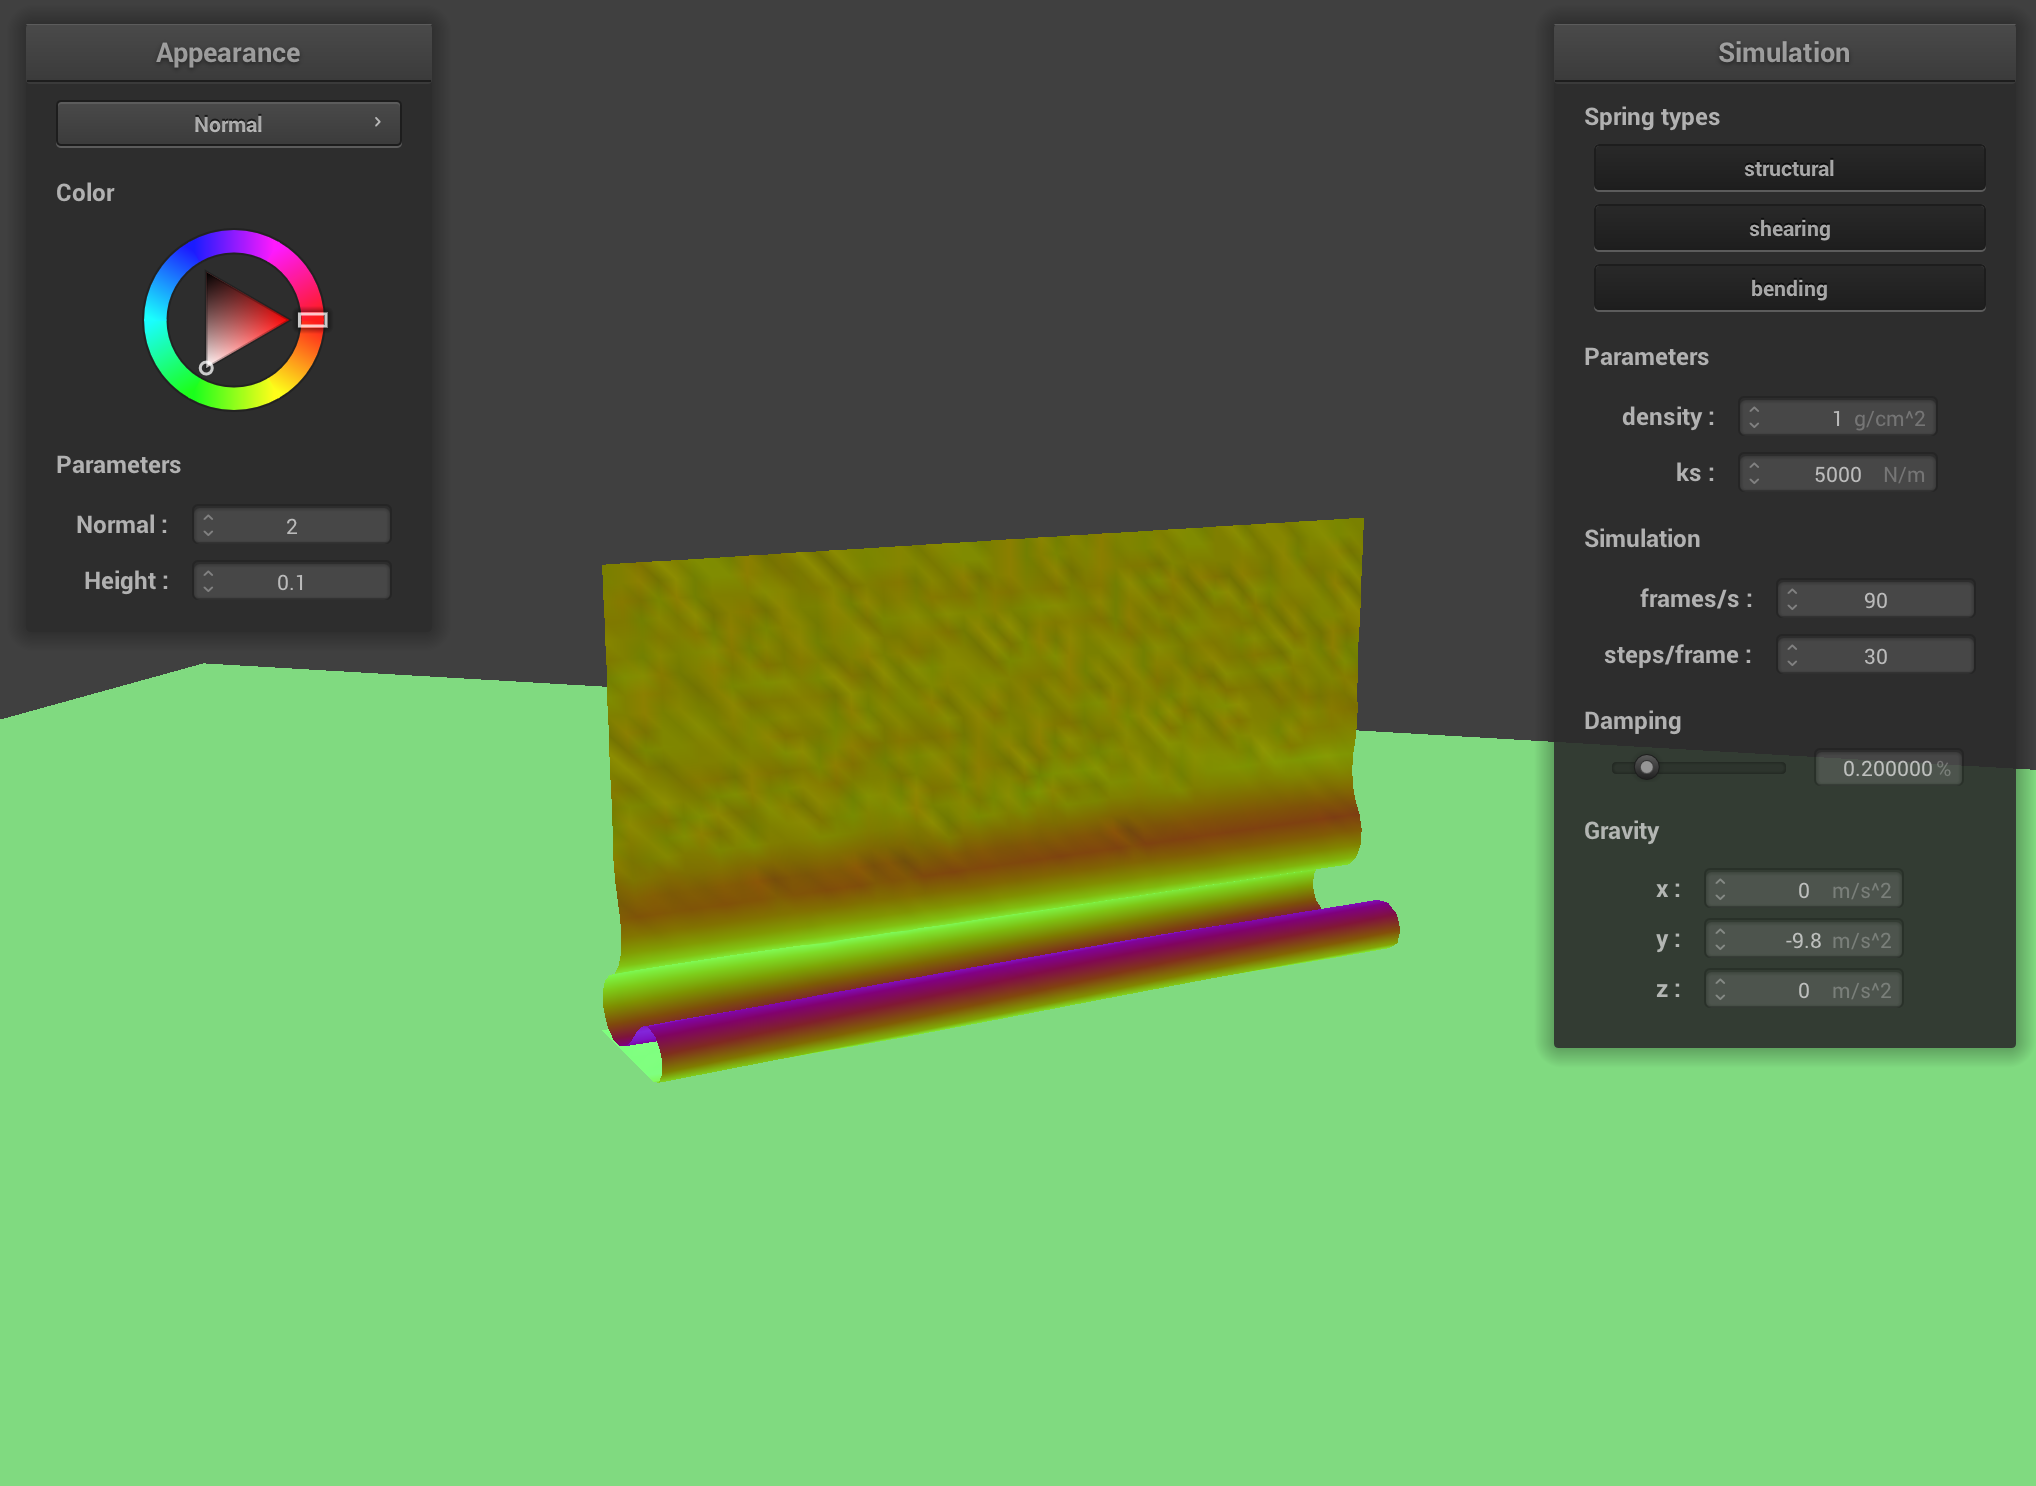 Appearance
Normal
Color
Parameters
Normal : 2
Height : 0.1
Simulation
Spring types
structural
shearing
bending
Parameters
density : 1 g/cm^2
ks : 5000 N/m
Simulation
frames/s : 90
steps/frame : 30
Damping
0.200000 %
Gravity
x : 0 m/s^2
y : -9.8 m/s^2
z : 0 m/s^2